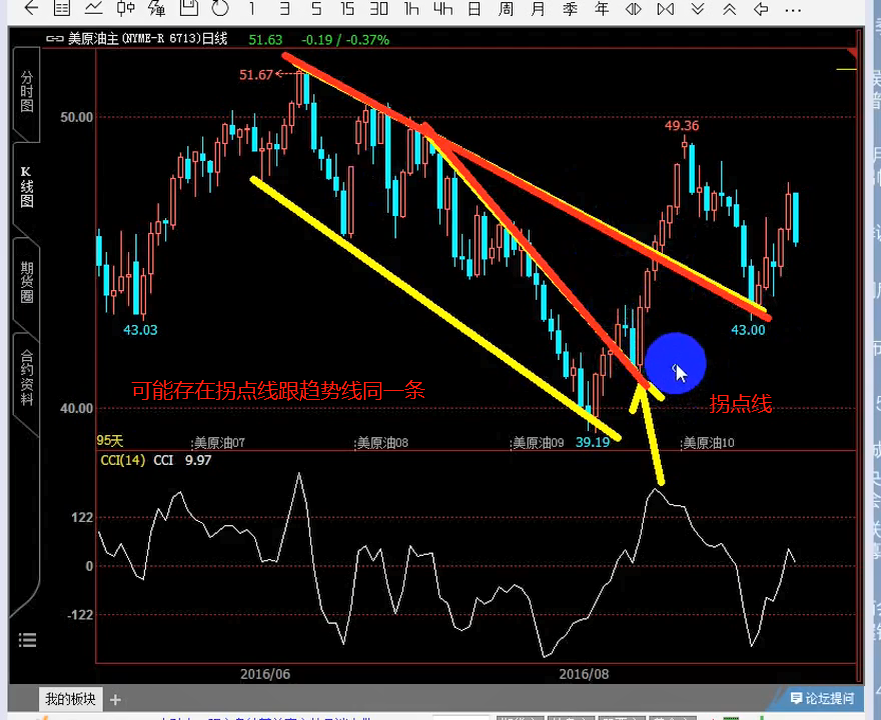 1 3 5 15 30 1h 4h 日 周 月 季 年
美原油主(NYME-R 6713)日线 51.63 -0.19 / -0.37%
分时图
K线图
期货圈
合约资料
51.67
50.00
49.36
43.03
43.00
可能存在拐点线跟趋势线同一条
拐点线
40.00
95天
美原油07
美原油08
美原油09
39.19
美原油10
CCI(14) CCI 9.97
122
0
-122
2016/06
2016/08
我的板块 +
论坛提问